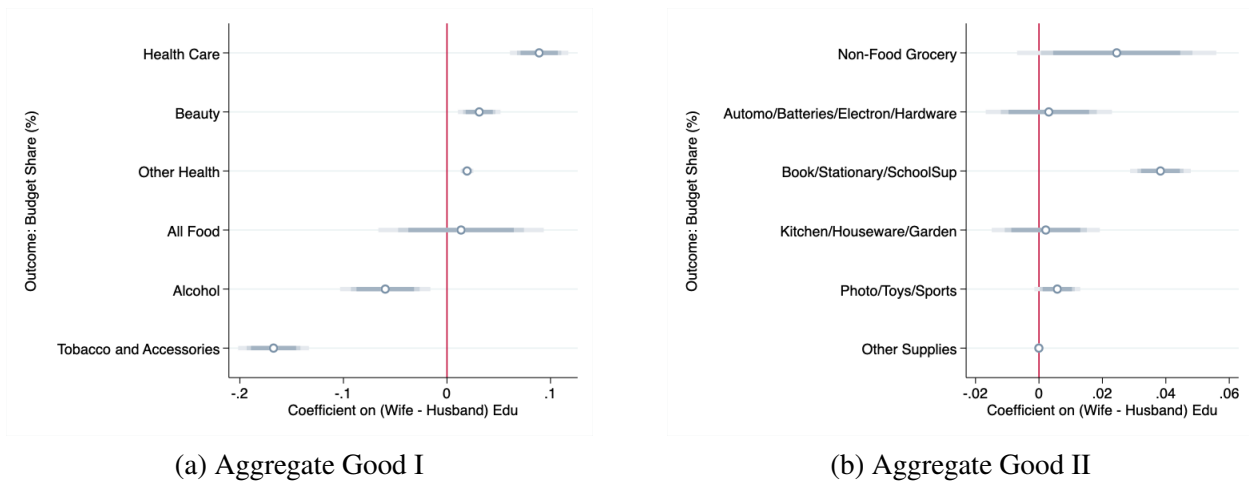 Outcome: Budget Share (%)
Health Care
Beauty
Other Health
All Food
Alcohol
Tobacco and Accessories
-.2 -.1 0 .1
Coefficient on (Wife - Husband) Edu
(a) Aggregate Good I
Outcome: Budget Share (%)
Non-Food Grocery
Automo/Batteries/Electron/Hardware
Book/Stationary/SchoolSup
Kitchen/Houseware/Garden
Photo/Toys/Sports
Other Supplies
-.02 0 .02 .04 .06
Coefficient on (Wife - Husband) Edu
(b) Aggregate Good II